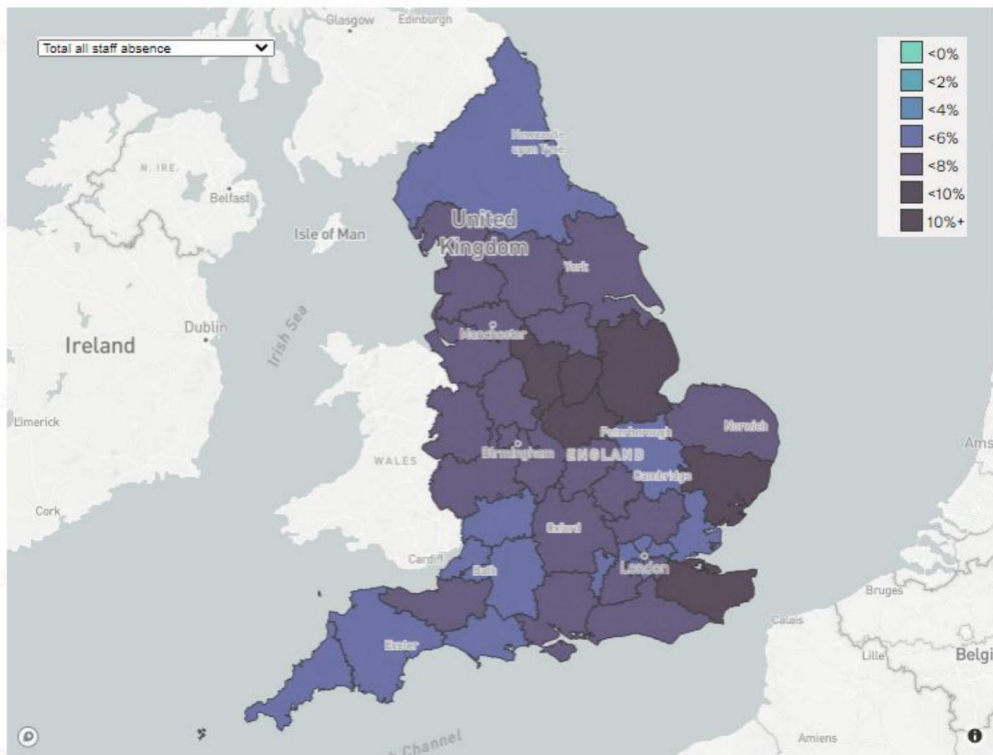 Total all staff absence
Glasgow
Edinburgh
<0%
<2%
<4%
<6%
<8%
<10%
10%+
Newcastle
upon Tyne
N. IRE.
Belfast
Isle of Man
United
Kingdom
York
Irish Sea
Dublin
Ireland
Manchester
Limerick
Peterborough
Norwich
Birmingham
ENGLAND
WALES
Cambridge
Ams
Cork
Oxford
Cardiff
Bath
London
Bruges
Calais
Exeter
Lille
Belgi
Channel
Amiens